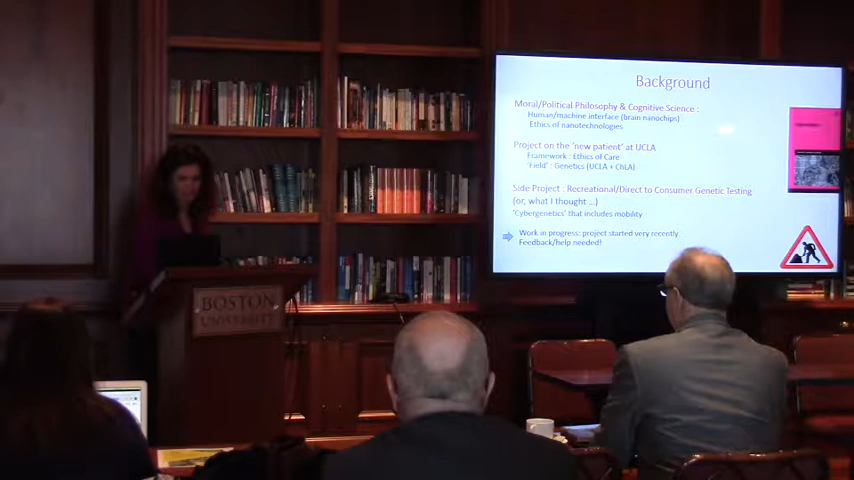 Background
Moral/Political Philosophy & Cognitive Science :
Human/machine interface (brain nanochips)
Ethics of nanotechnologies
Project on the 'new patient' at UCLA
Framework : Ethics of Care
'Field' : Genetics (UCLA + ChLA)
Side Project : Recreational/Direct to Consumer Genetic Testing
(or, what I thought ...)
'Cybergenetics' that includes mobility
Work in progress: project started very recently.
Feedback/help needed!
BOSTON
UNIVERSITY